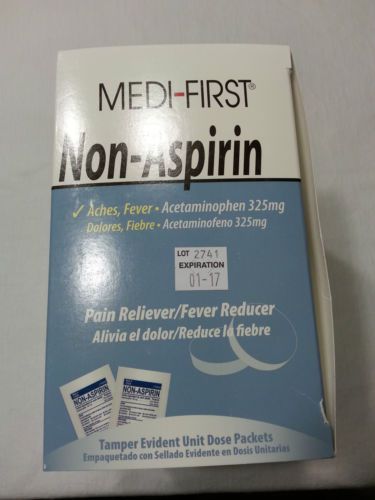 MEDI-FIRST®
Non-Aspirin
✓ Aches, Fever • Acetaminophen 325mg
Dolores, Fiebre • Acetaminofeno 325mg
LOT 2741
EXPIRATION
01-17
Pain Reliever/Fever Reducer
Alivia el dolor/Reduce la fiebre
NON-ASPIRIN
NON-ASPIRIN
Tamper Evident Unit Dose Packets
Empaquetado con Sellado Evidente en Dosis Unitarias